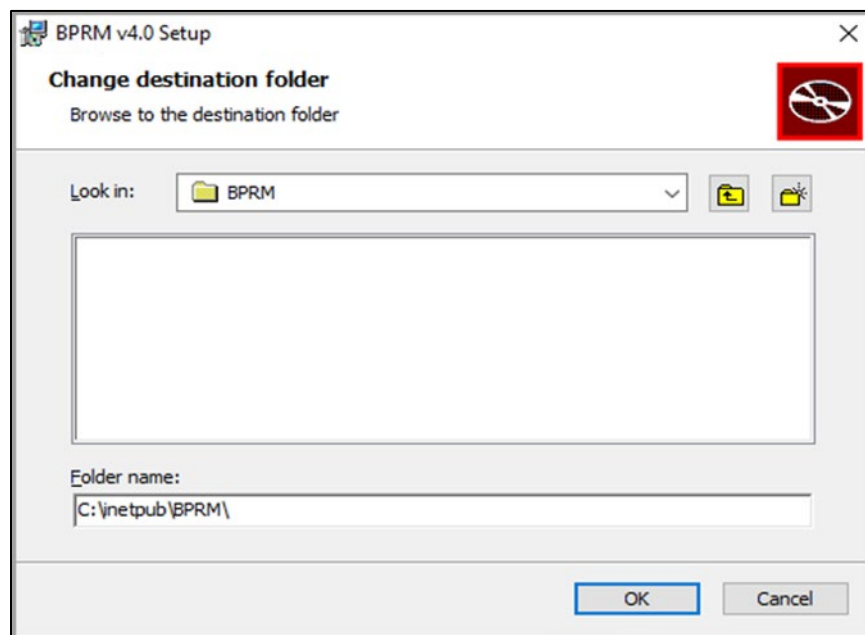 BPRM v4.0 Setup
Change destination folder
Browse to the destination folder
Look in:
BPRM
Folder name:
C:\inetpub\BPRM\
OK
Cancel